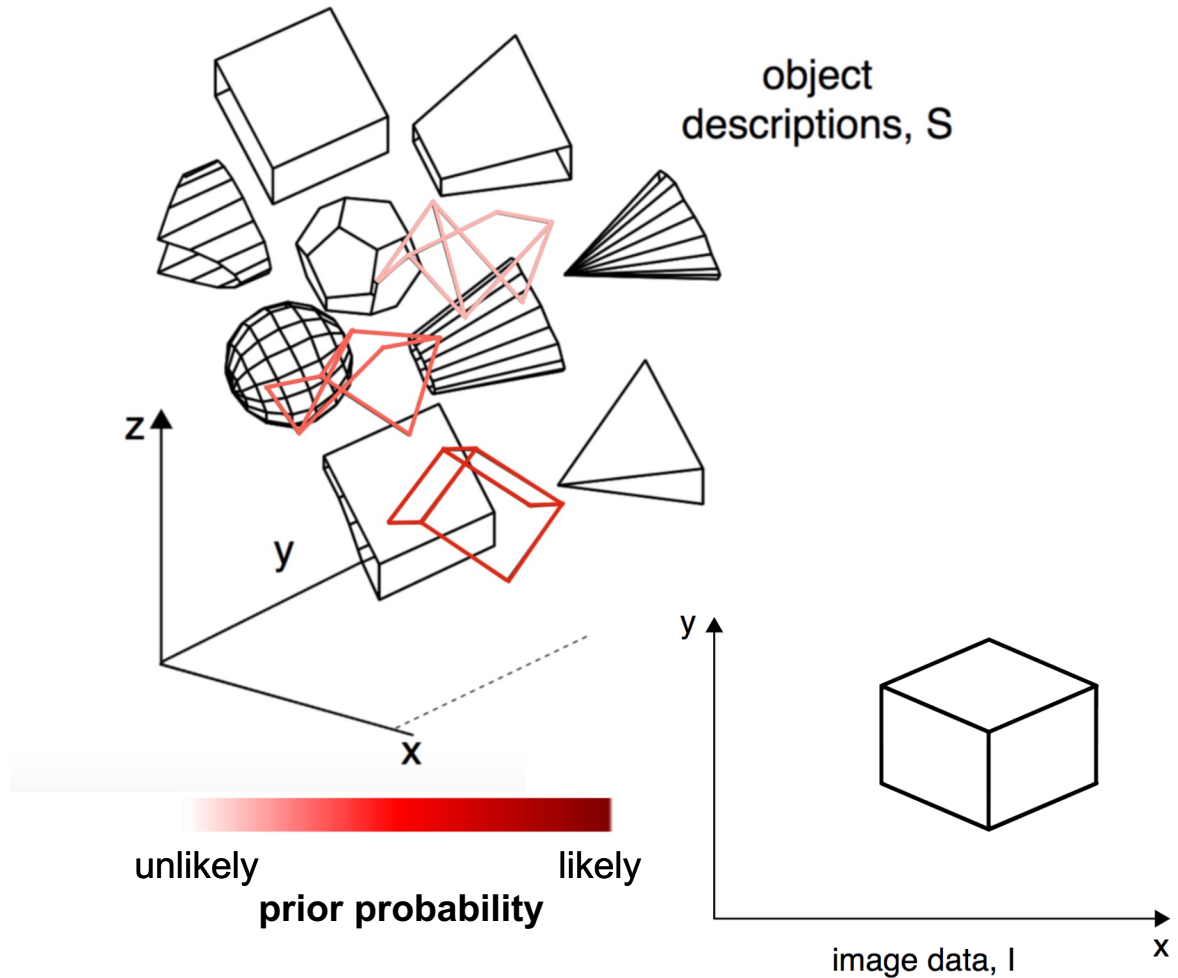 object
descriptions, S
z
y
x
unlikely
likely
prior probability
y
x
image data, I